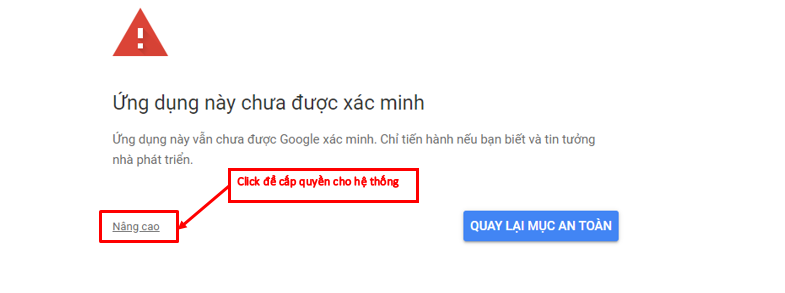 Ứng dụng này chưa được xác minh
Ứng dụng này vẫn chưa được Google xác minh. Chỉ tiến hành nếu bạn biết và tin tưởng
nhà phát triển.
Click để cấp quyền cho hệ thống
Nâng cao
QUAY LẠI MỤC AN TOÀN